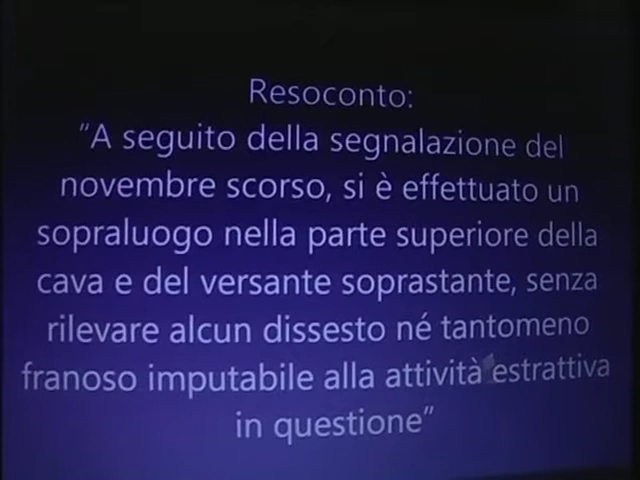 Resoconto:
"A seguito della segnalazione del
novembre scorso, si è effettuato un
sopraluogo nella parte superiore della
cava e del versante soprastante, senza
rilevare alcun dissesto né tantomeno
franoso imputabile alla attività estrattiva
in questione"